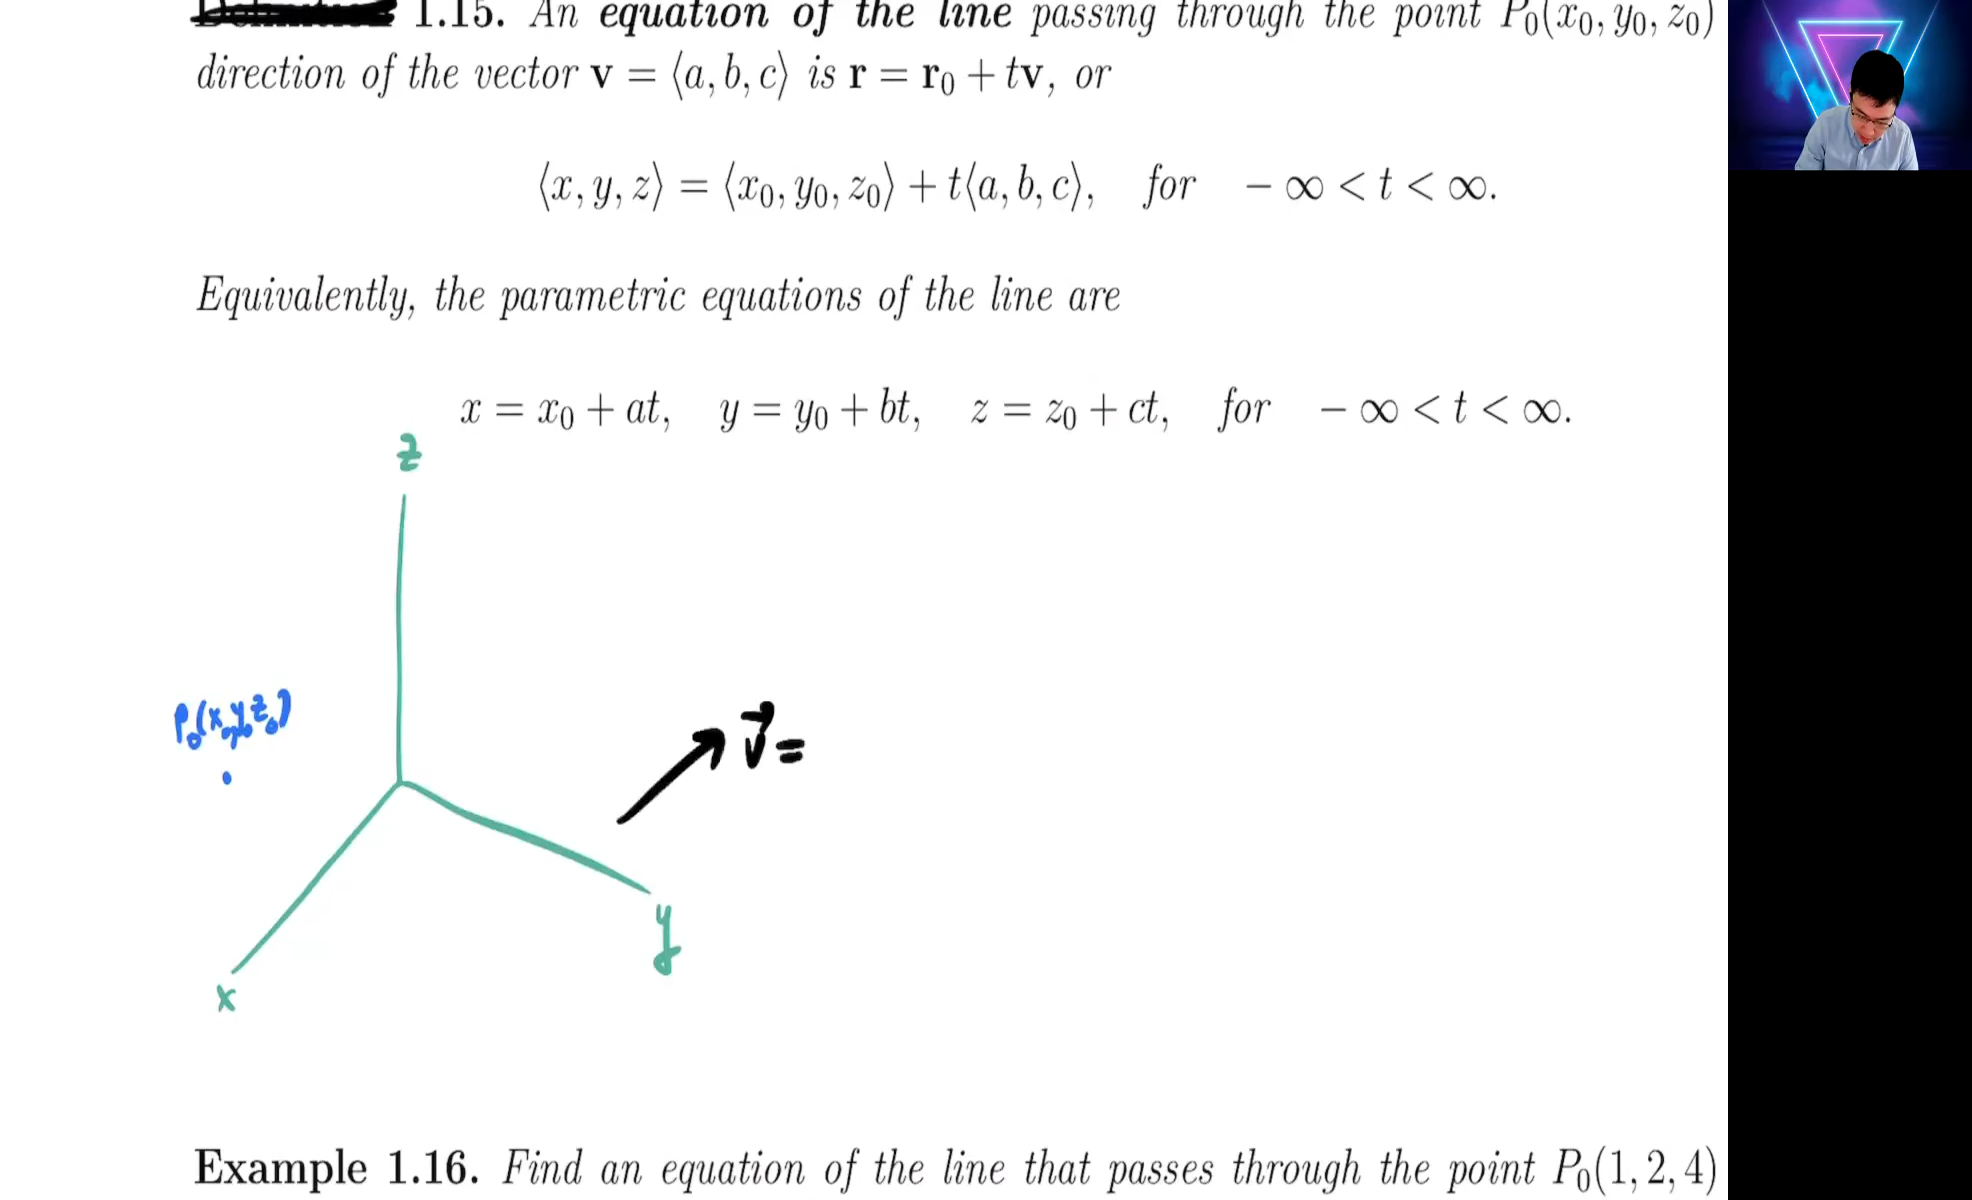 1.15. An equation of the line passing through the point P₀(x₀, y₀, z₀)
direction of the vector v = ⟨a, b, c⟩ is r = r₀ + tv, or
⟨x, y, z⟩ = ⟨x₀, y₀, z₀⟩ + t⟨a, b, c⟩, for − ∞ < t < ∞.
Equivalently, the parametric equations of the line are
x = x₀ + at, y = y₀ + bt, z = z₀ + ct, for − ∞ < t < ∞.
z
P₀(x₀,y₀,z₀)
v⃗ =
y
x
Example 1.16. Find an equation of the line that passes through the point P₀(1, 2, 4)